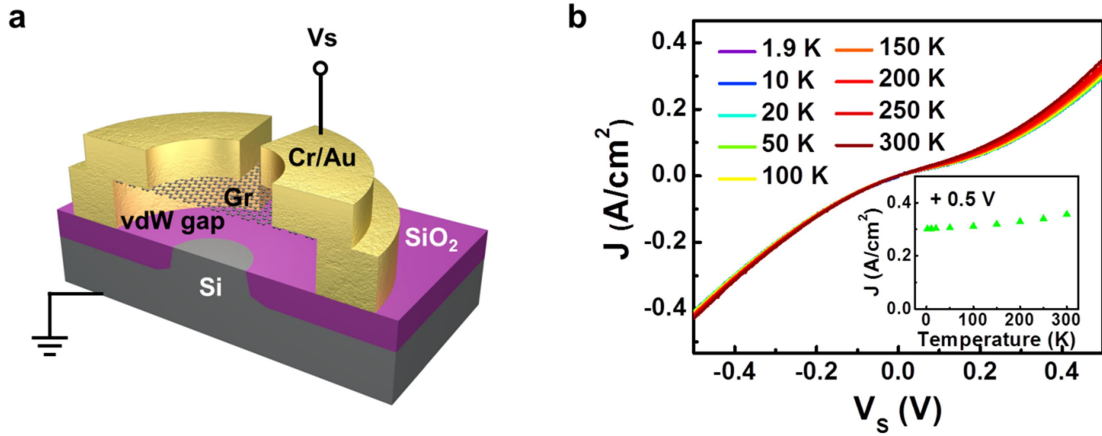 a
Vs
Cr/Au
Gr
vdW gap
SiO₂
Si
b
J (A/cm²)
0.4
0.2
0.0
-0.2
-0.4
1.9 K
10 K
20 K
50 K
100 K
150 K
200 K
250 K
300 K
+ 0.5 V
J (A/cm²)
0.4
0.2
0.0
0 100 200 300
Temperature (K)
-0.4 -0.2 0.0 0.2 0.4
V_S (V)